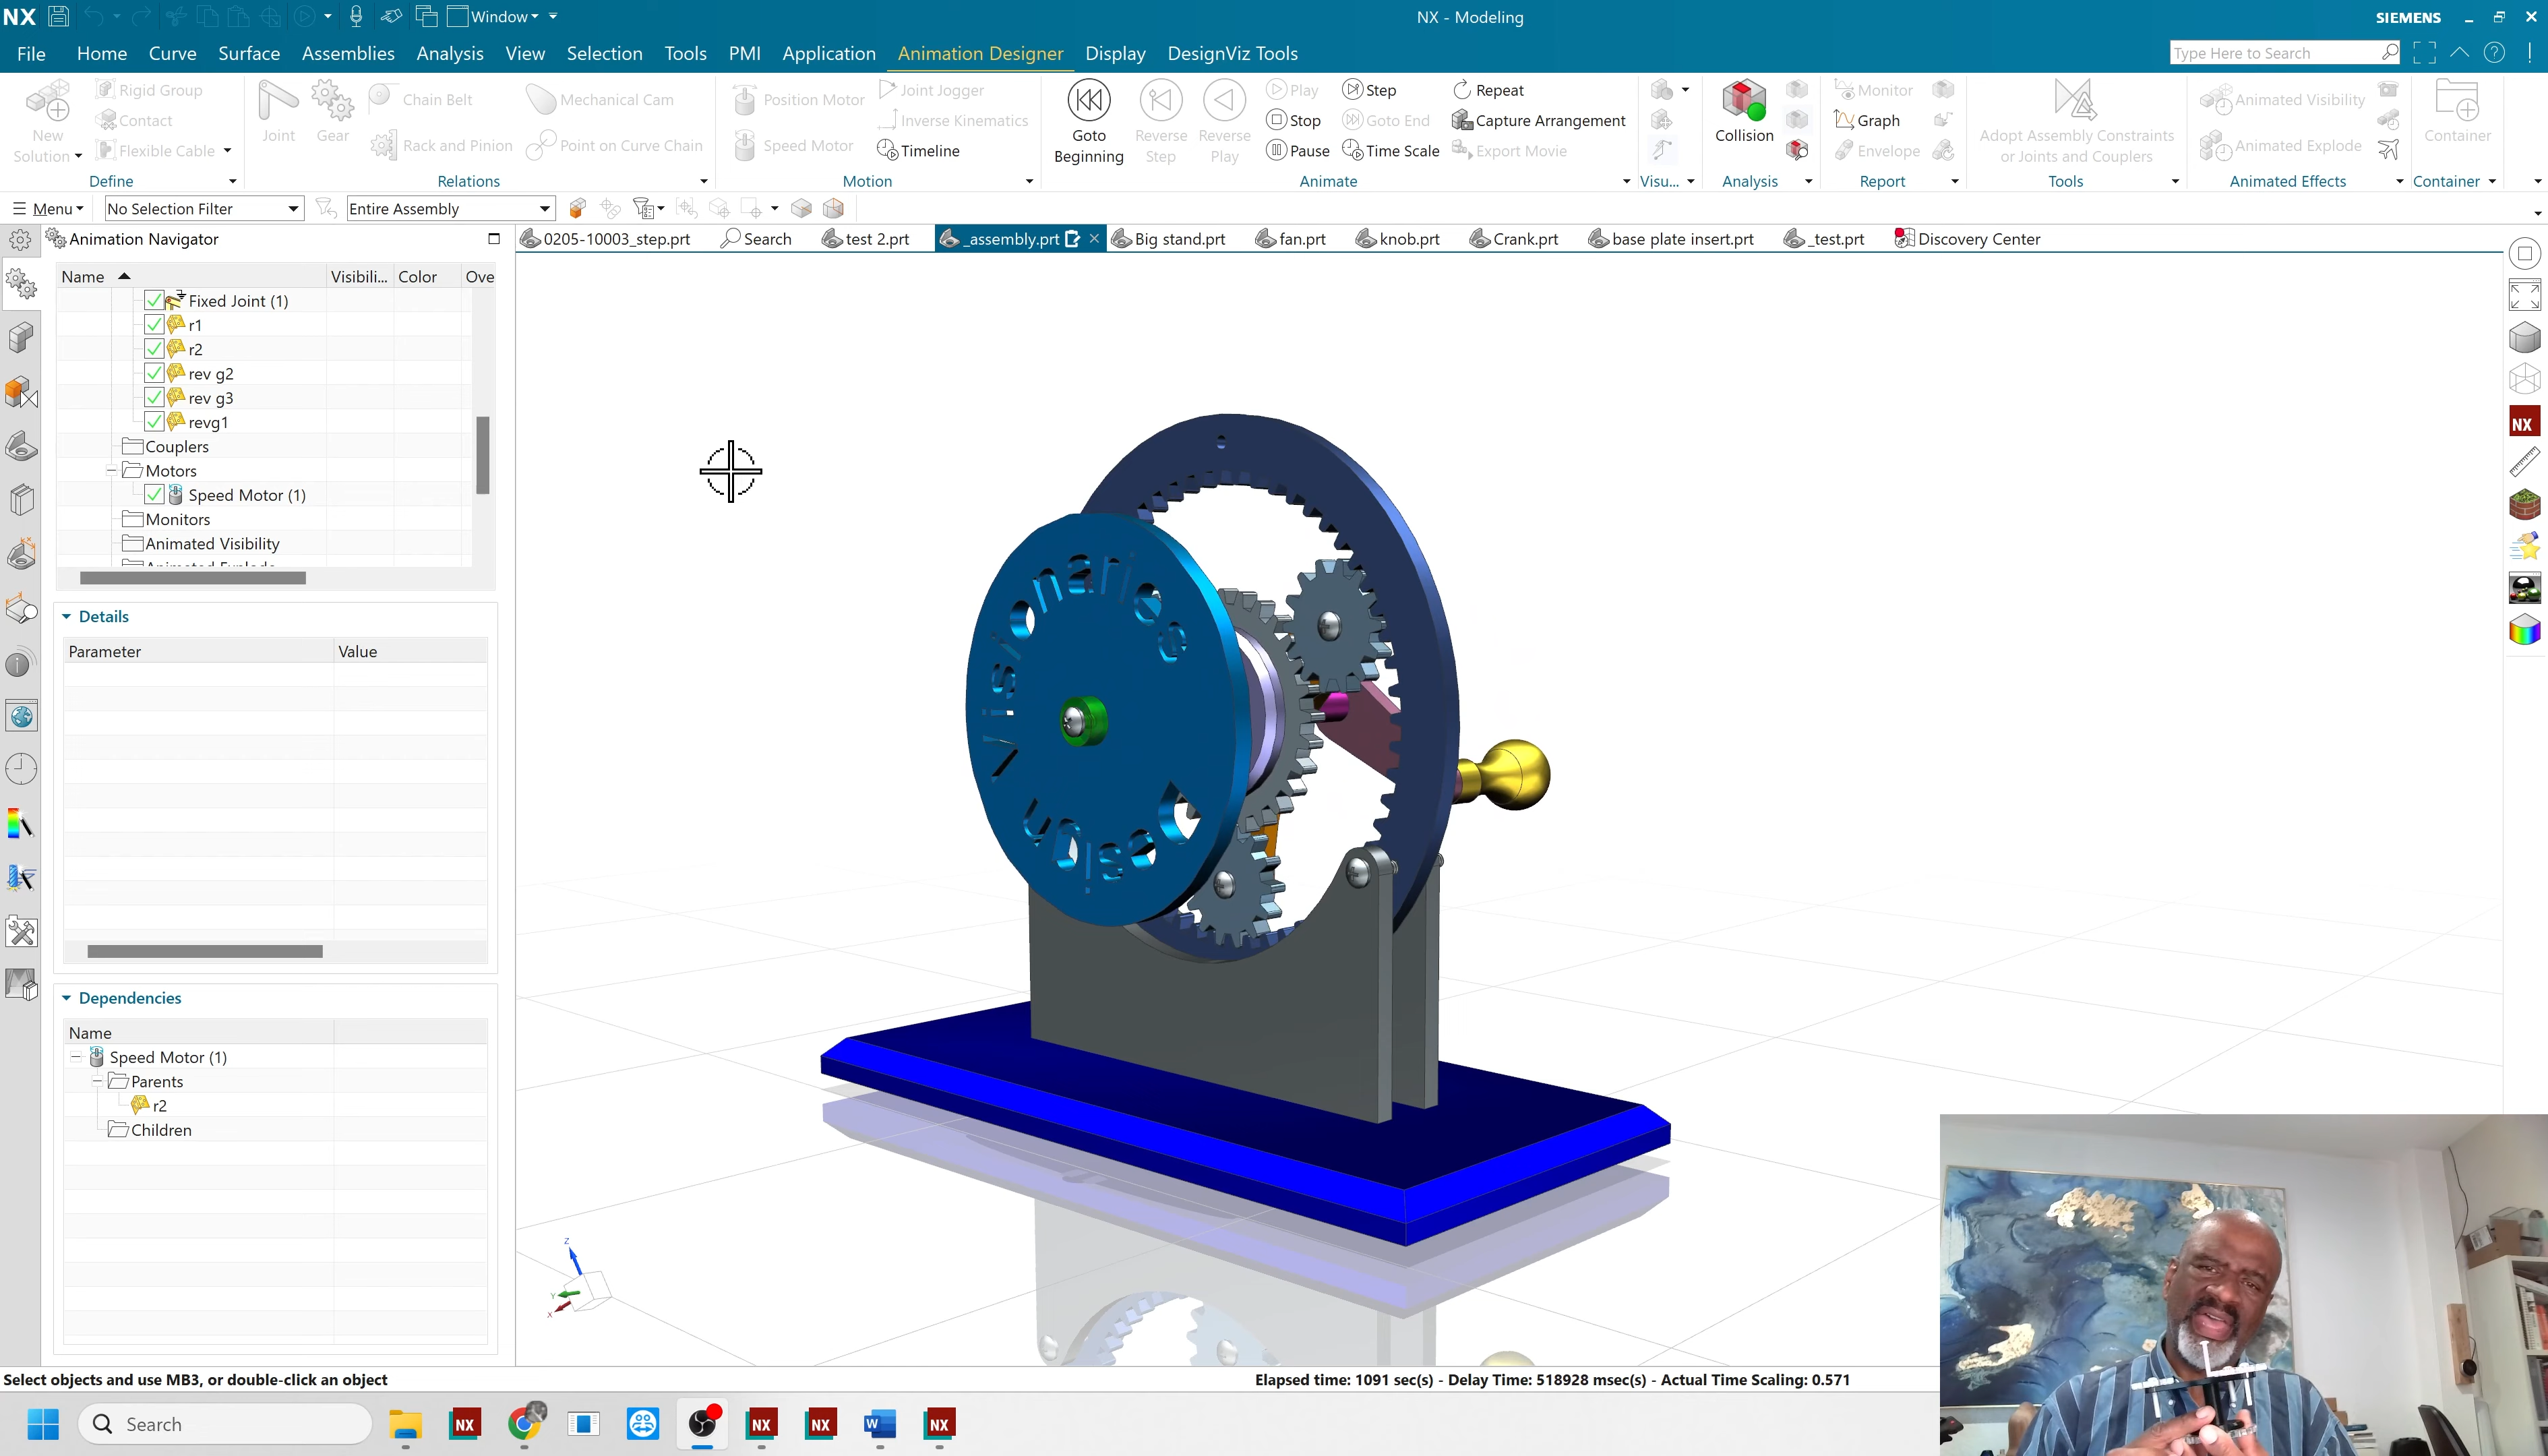 NX Window NX - Modeling SIEMENS
File Home Curve Surface Assemblies Analysis View Selection Tools PMI Application Animation Designer Display DesignViz Tools Type Here to Search
New Solution Rigid Group Contact Flexible Cable Define
Joint Gear Chain Belt Rack and Pinion Mechanical Cam Point on Curve Chain Relations
Position Motor Speed Motor Joint Jogger Inverse Kinematics Timeline Motion
Goto Beginning Reverse Step Reverse Play Play Stop Pause Step Goto End Time Scale Repeat Capture Arrangement Export Movie Animate
Visu...
Collision Analysis
Monitor Graph Envelope Report
Adopt Assembly Constraints or Joints and Couplers Tools
Animated Visibility Animated Explode Animated Effects
Container Container
Menu No Selection Filter Entire Assembly
Animation Navigator
0205-10003_step.prt Search test 2.prt _assembly.prt Big stand.prt fan.prt knob.prt Crank.prt base plate insert.prt _test.prt Discovery Center
Name Visibili... Color Ove
Fixed Joint (1)
r1
r2
rev g2
rev g3
revg1
Couplers
Motors
Speed Motor (1)
Monitors
Animated Visibility
Details
Parameter Value
Dependencies
Name
Speed Motor (1)
Parents
r2
Children
Design Visionaries
Z
Y
X
NX
Select objects and use MB3, or double-click an object
Elapsed time: 1091 sec(s) - Delay Time: 518928 msec(s) - Actual Time Scaling: 0.571
Search
NX
NX
NX
W
NX